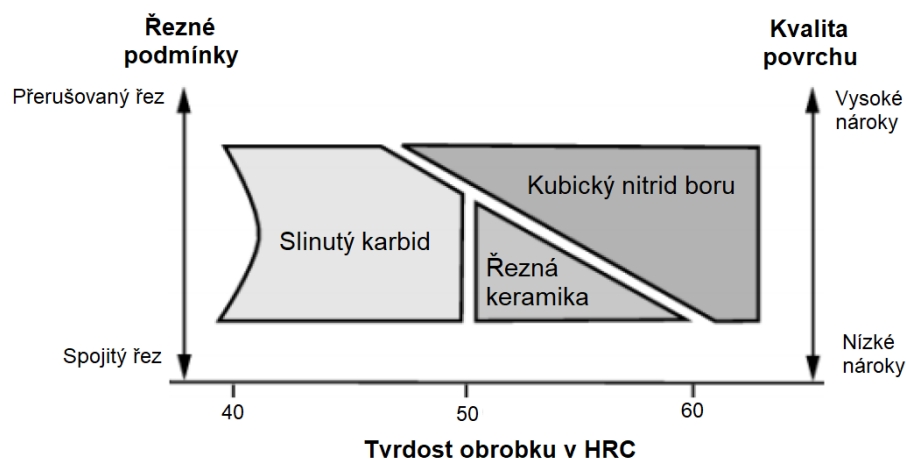 Řezné
podmínky
Kvalita
povrchu
Přerušovaný řez
Vysoké
nároky
Kubický nitrid boru
Slinutý karbid
Řezná
keramika
Spojitý řez
Nízké
nároky
40
50
60
Tvrdost obrobku v HRC